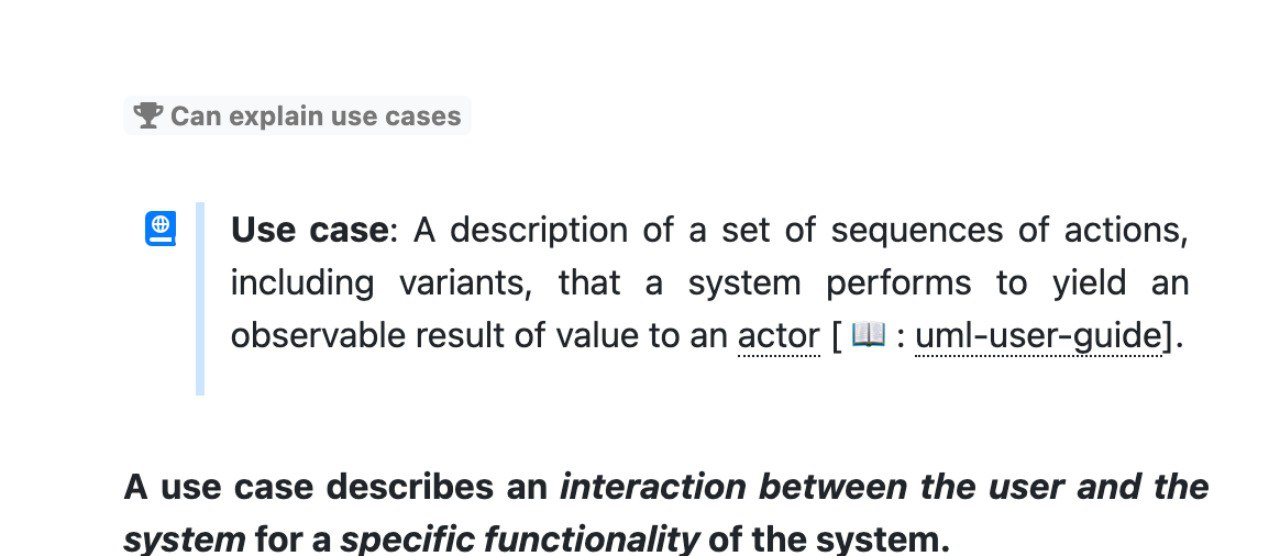 Can explain use cases
Use case: A description of a set of sequences of actions,
including variants, that a system performs to yield an
observable result of value to an actor [ 📖 : uml-user-guide].
A use case describes an interaction between the user and the
system for a specific functionality of the system.